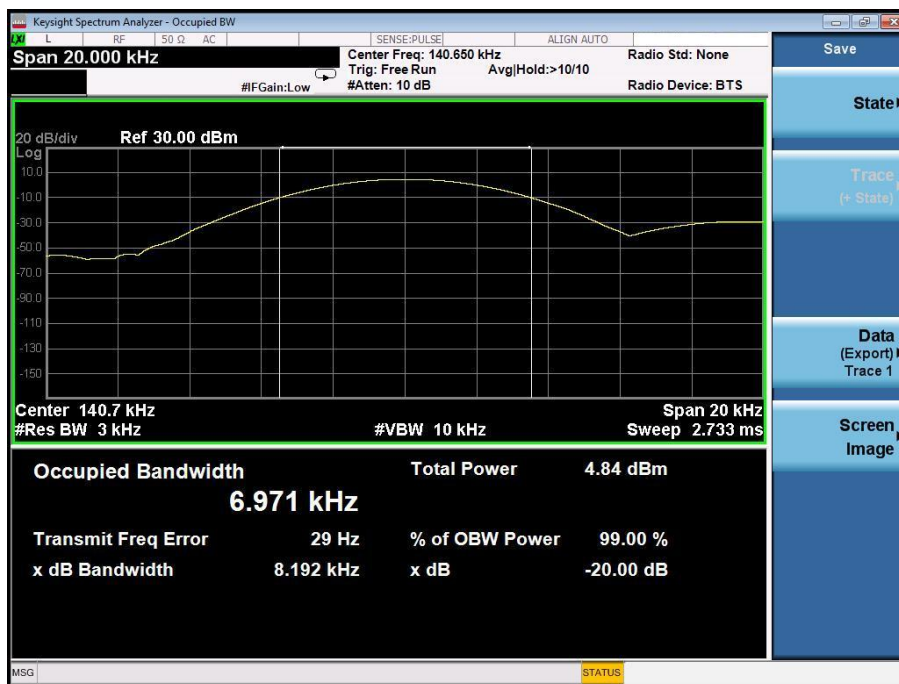 Keysight Spectrum Analyzer - Occupied BW
LXI L RF 50 Ω AC SENSE:PULSE ALIGN AUTO
Span 20.000 kHz
Center Freq: 140.650 kHz Radio Std: None
Trig: Free Run Avg|Hold:>10/10
#IFGain:Low #Atten: 10 dB Radio Device: BTS
20 dB/div Ref 30.00 dBm
Log
10.0
-10.0
-30.0
-50.0
-70.0
-90.0
-110
-130
-150
Center 140.7 kHz Span 20 kHz
#Res BW 3 kHz #VBW 10 kHz Sweep 2.733 ms
Occupied Bandwidth Total Power 4.84 dBm
6.971 kHz
Transmit Freq Error 29 Hz % of OBW Power 99.00 %
x dB Bandwidth 8.192 kHz x dB -20.00 dB
MSG STATUS
Save
State
Trace
(+ State)
Data
(Export)
Trace 1
Screen
Image